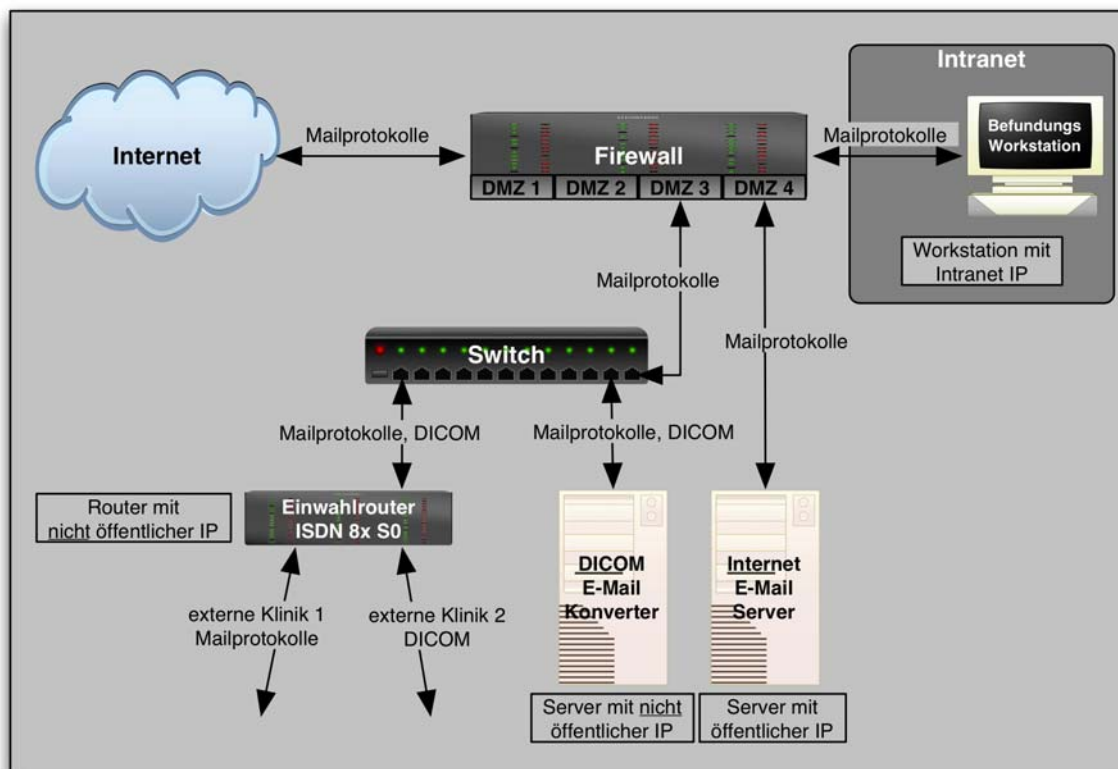 Intranet
Internet
Mailprotokolle
Firewall
DMZ 1
DMZ 2
DMZ 3
DMZ 4
Mailprotokolle
Befundungs
Workstation
Workstation mit
Intranet IP
Mailprotokolle
Mailprotokolle
Switch
Mailprotokolle, DICOM
Mailprotokolle, DICOM
Router mit
nicht öffentlicher IP
Einwahlrouter
ISDN 8x S0
externe Klinik 1
Mailprotokolle
externe Klinik 2
DICOM
DICOM
E-Mail
Konverter
Internet
E-Mail
Server
Server mit nicht
öffentlicher IP
Server mit
öffentlicher IP